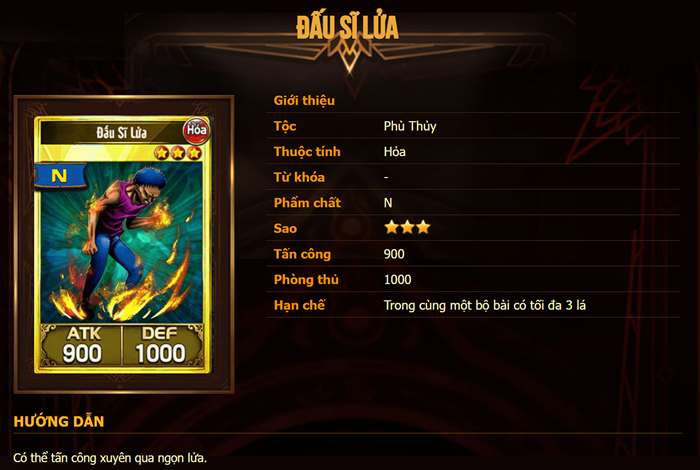 ĐẤU SĨ LỬA
Đấu Sĩ Lửa
Hỏa
N
ATK
900
DEF
1000
Giới thiệu
Tộc Phù Thủy
Thuộc tính Hỏa
Từ khóa -
Phẩm chất N
Sao
Tấn công 900
Phòng thủ 1000
Hạn chế Trong cùng một bộ bài có tối đa 3 lá
HƯỚNG DẪN
Có thể tấn công xuyên qua ngọn lửa.